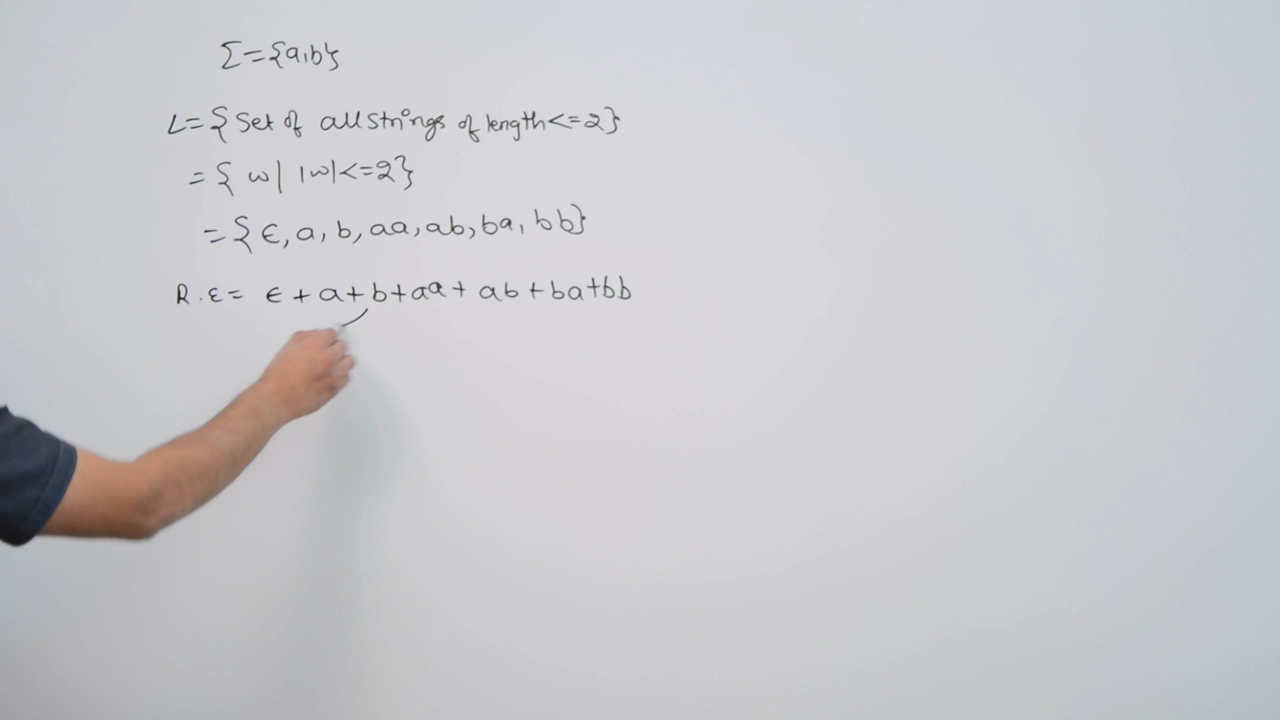 Σ={a,b}
L={Set of all strings of length<=2}
={ w| |w|<=2}
={ϵ, a, b, aa, ab, ba, bb}
R.E= ϵ + a+b+aa+ ab +ba+bb